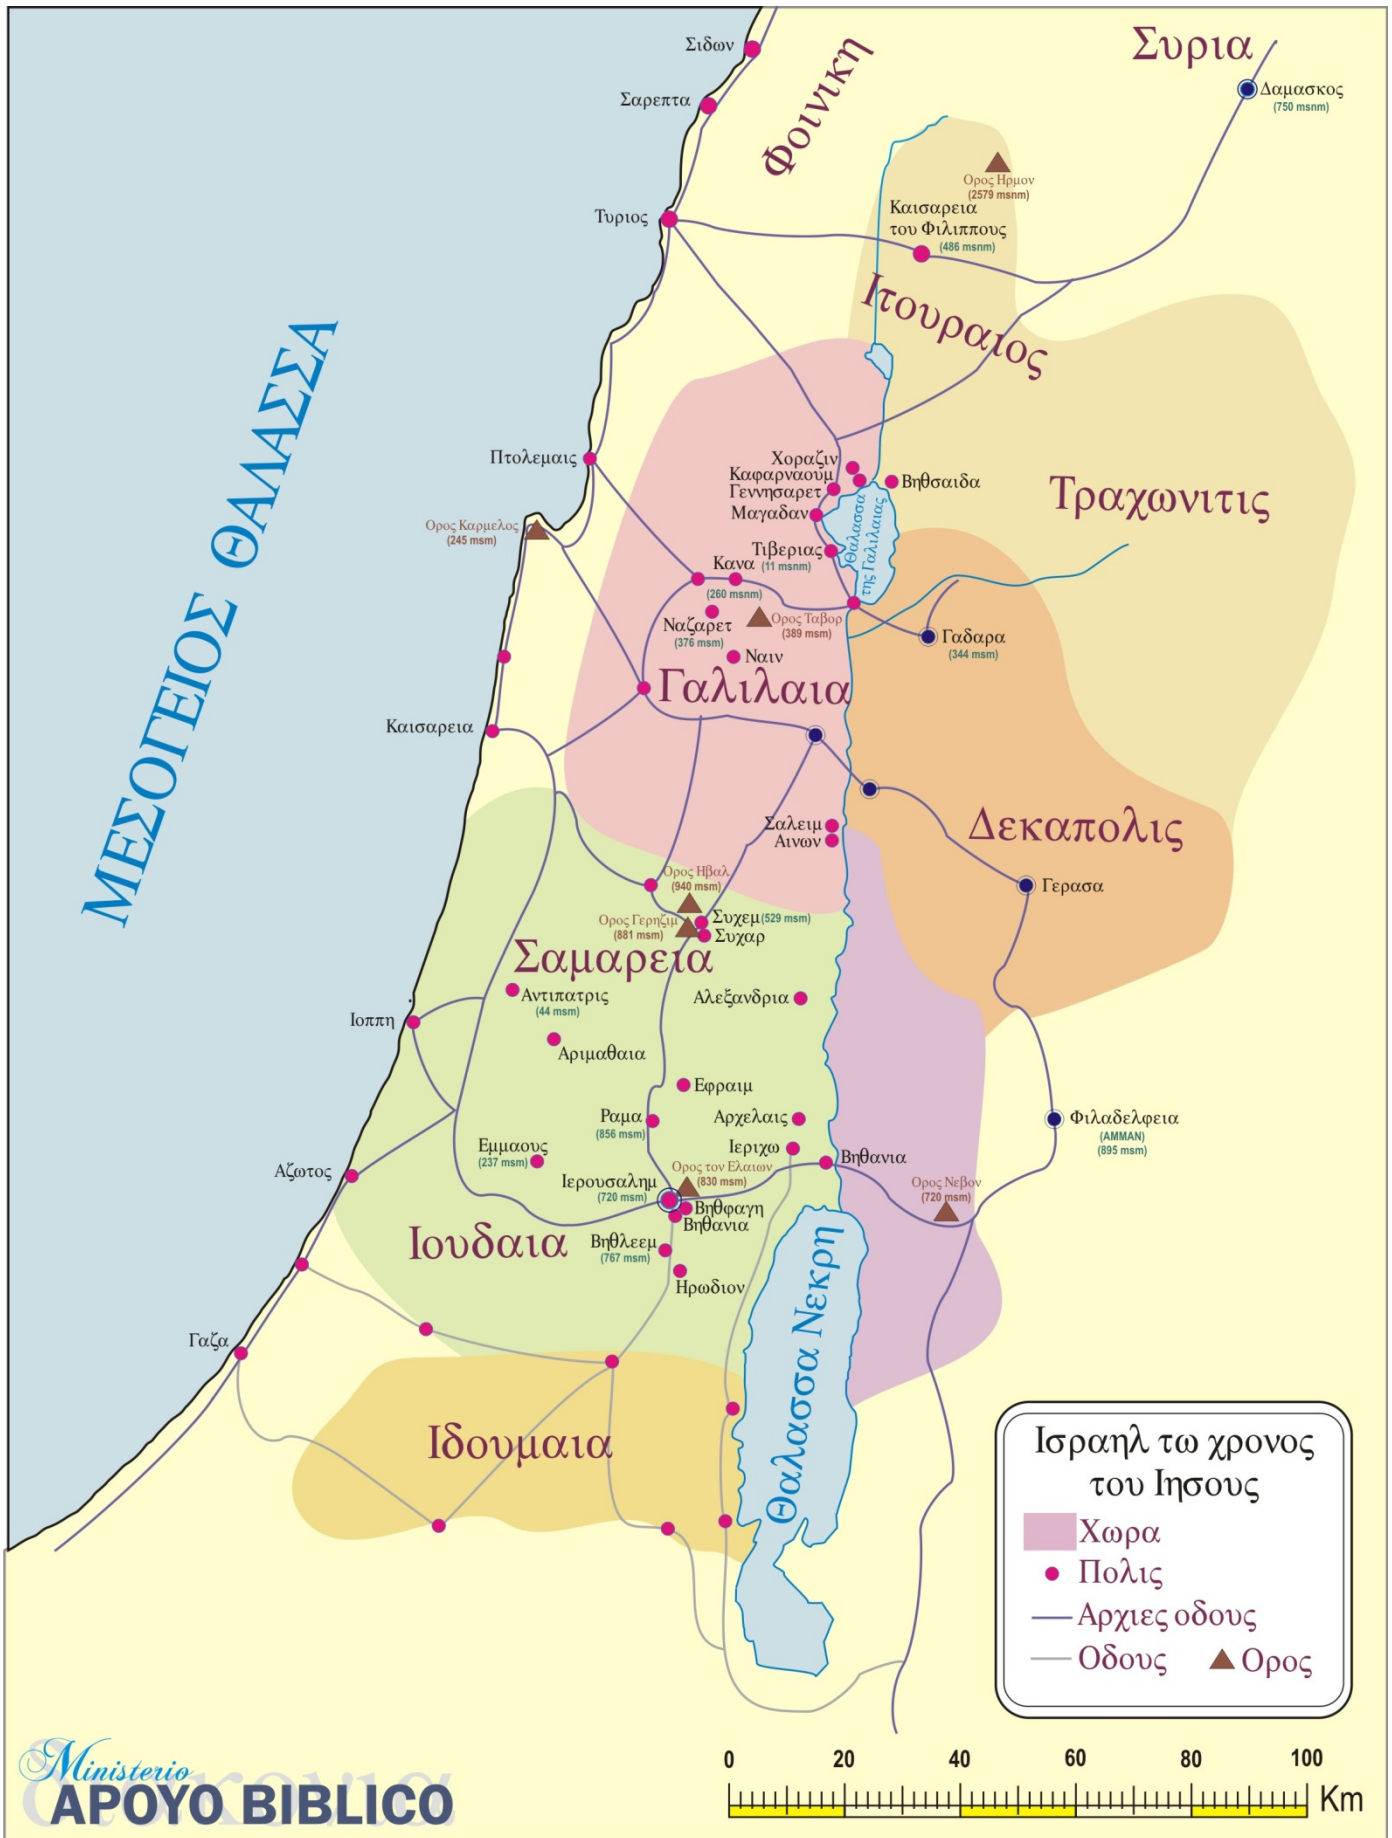 Συρια
Φοινικη
Σιδων
Σαρεπτα
Δαμασκος
(750 msnm)
Ορος Ηρμον
(2579 msnm)
Τυριος
Καισαρεια
του Φιλιππους
(486 msnm)
Ιτουραιος
ΜΕΣΟΓΕΙΟΣ ΘΑΛΑΣΣΑ
Πτολεμαις
Χοραζιν
Καφαρναουμ
Γεννησαρετ
Βηθσαιδα
Τραχωνιτις
Μαγαδαν
Θαλασσα
της Γαλιλαιας
Ορος Καρμελος
(245 msm)
Τιβεριας
(11 msnm)
Κανα
(260 msnm)
Ναζαρετ
(376 msm)
Ορος Ταβορ
(389 msm)
Γαδαρα
(344 msm)
Ναιν
Γαλιλαια
Καισαρεια
Σαλειμ
Αινων
Δεκαπολις
Γερασα
Ορος Ηβαλ
(940 msm)
Ορος Γερηζιμ
(881 msm)
Συχεμ (529 msm)
Συχαρ
Σαμαρεια
Αντιπατρις
(44 msm)
Αλεξανδρια
Ιοππη
Αριμαθαια
Εφραιμ
Ραμα
(856 msm)
Αρχελαις
Φιλαδελφεια
(AMMAN)
(895 msm)
Εμμαους
(237 msm)
Ιεριχω
Βηθανια
Αζωτος
Ορος τον Ελαιων
(830 msm)
Ιερουσαλημ
(720 msm)
Ορος Νεβον
(720 msm)
Βηθφαγη
Βηθανια
Ιουδαια
Βηθλεεμ
(767 msm)
Ηρωδιον
Γαζα
Θαλασσα Νεκρη
Ιδουμαια
Ισραηλ τω χρονος
του Ιησους
Χωρα
Πολις
Αρχιες οδους
Οδους
Ορος
διακονια
Ministerio
APOYO BIBLICO
0 20 40 60 80 100
Km